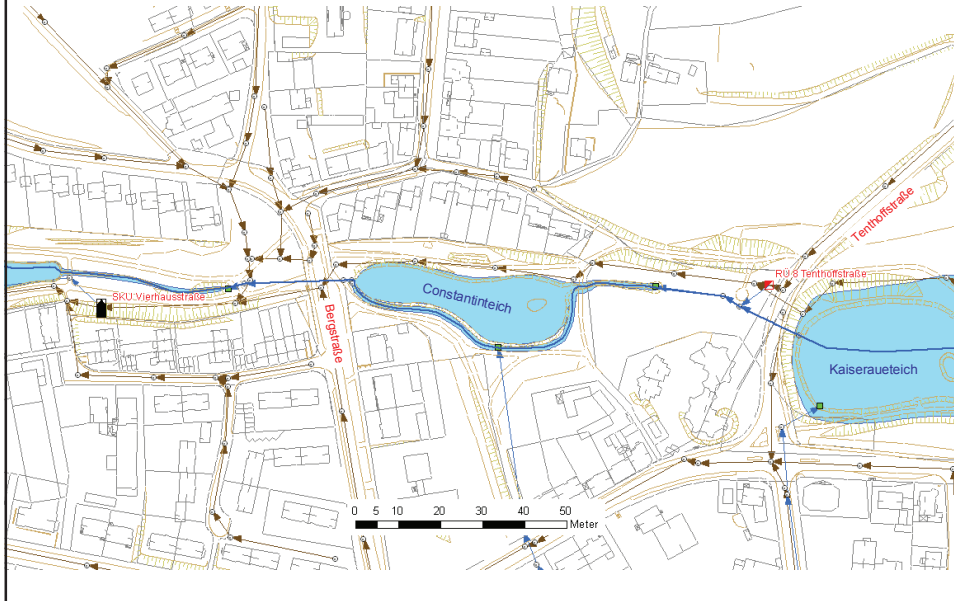 Tenthoffstraße
RÜ 8 Tenthoffstraße
SKU Vierhausstraße
Constantinteich
Bergstraße
Kaiseraueteich
0 5 10 20 30 40 50
Meter